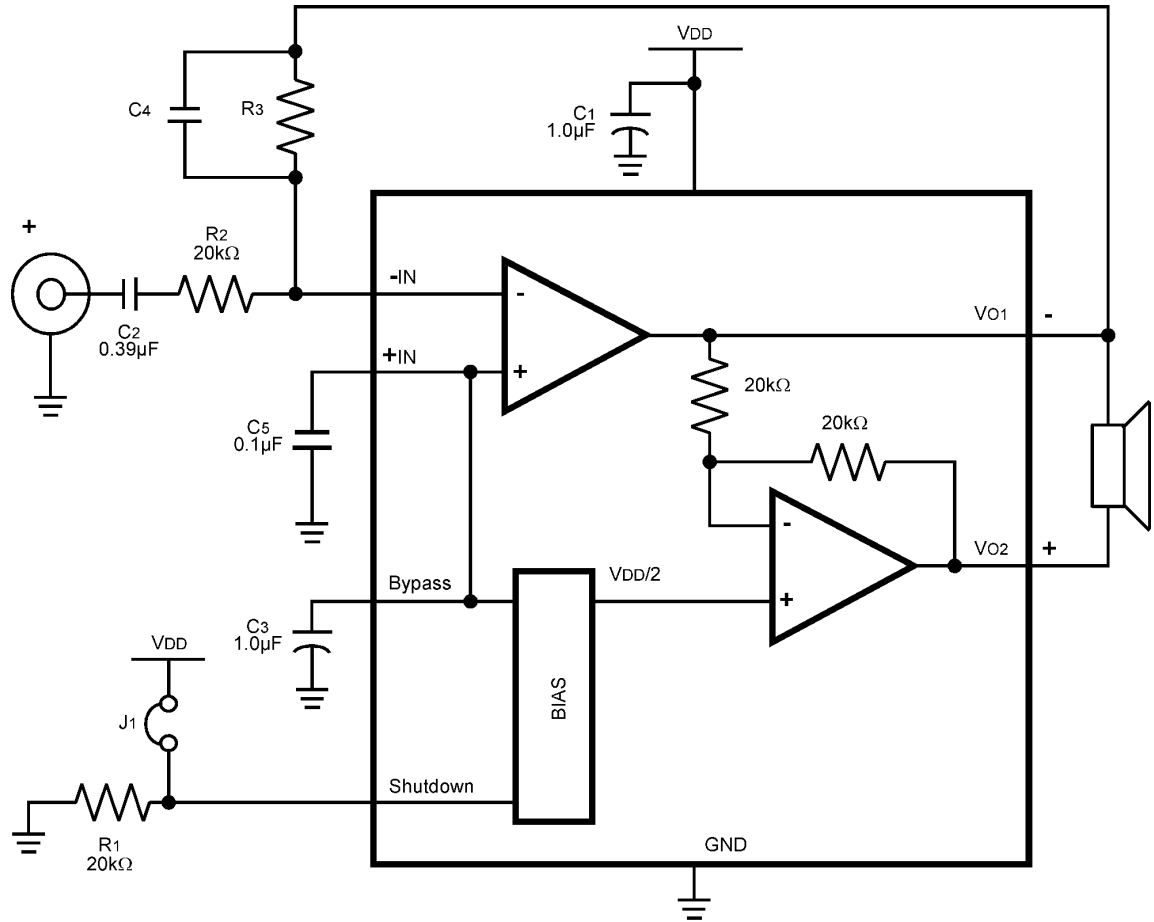 VDD
C4
R3
C1
1.0µF
+
R2
20kΩ
-IN
-
C2
0.39µF
+IN
+
VO1
-
20kΩ
20kΩ
C5
0.1µF
-
VO2
+
Bypass
VDD/2
+
C3
1.0µF
VDD
BIAS
J1
Shutdown
R1
20kΩ
GND